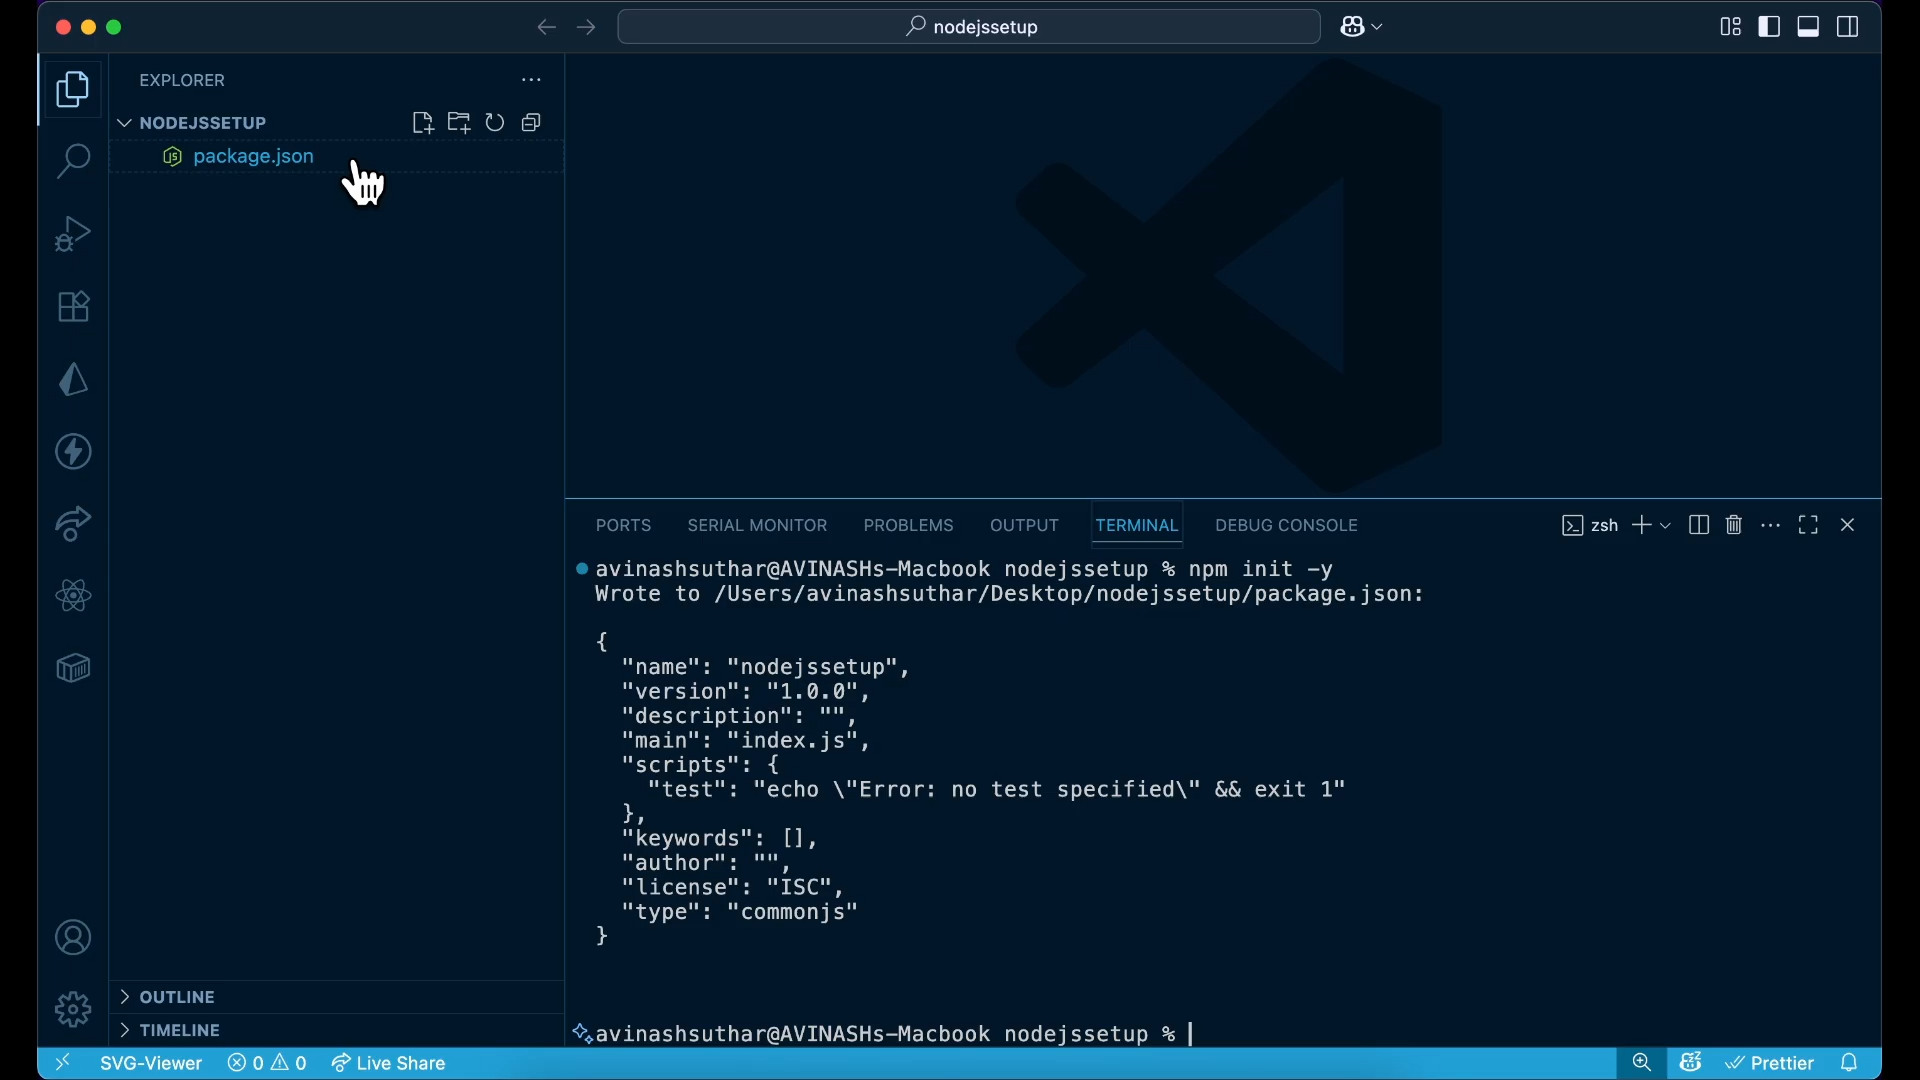 nodejssetup
EXPLORER
NODEJSSETUP
package.json
PORTS SERIAL MONITOR PROBLEMS OUTPUT TERMINAL DEBUG CONSOLE zsh
avinashsuthar@AVINASHs-Macbook nodejssetup % npm init -y
Wrote to /Users/avinashsuthar/Desktop/nodejssetup/package.json:
{
"name": "nodejssetup",
"version": "1.0.0",
"description": "",
"main": "index.js",
"scripts": {
"test": "echo \"Error: no test specified\" && exit 1"
},
"keywords": [],
"author": "",
"license": "ISC",
"type": "commonjs"
}
OUTLINE
TIMELINE
avinashsuthar@AVINASHs-Macbook nodejssetup %
SVG-Viewer 0 0 Live Share Prettier